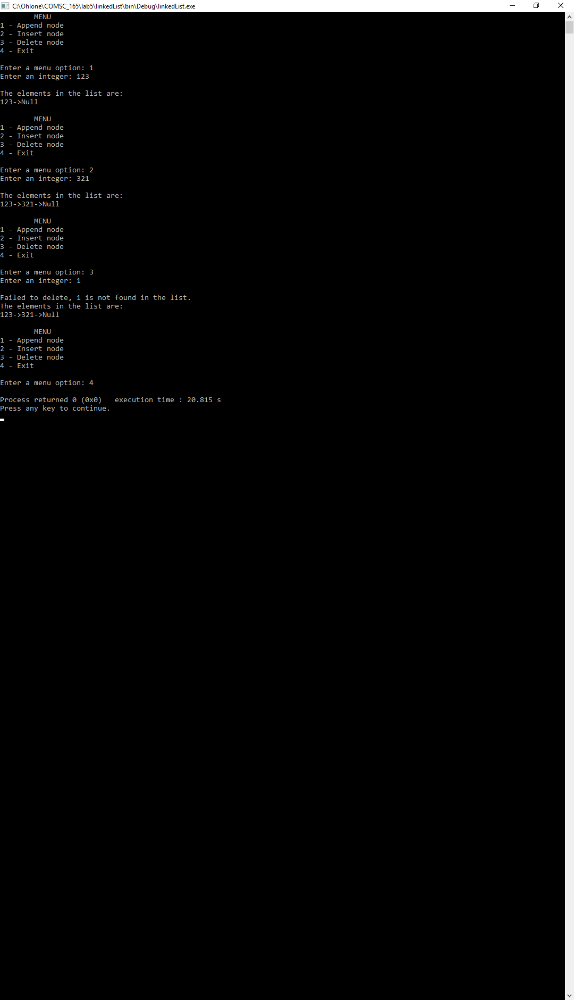 C:\Ohlone\COMSC_165\lab5\linkedList\bin\Debug\linkedList.exe
MENU
1 - Append node
2 - Insert node
3 - Delete node
4 - Exit
Enter a menu option: 1
Enter an integer: 123
The elements in the list are:
123->Null
MENU
1 - Append node
2 - Insert node
3 - Delete node
4 - Exit
Enter a menu option: 2
Enter an integer: 321
The elements in the list are:
123->321->Null
MENU
1 - Append node
2 - Insert node
3 - Delete node
4 - Exit
Enter a menu option: 3
Enter an integer: 1
Failed to delete, 1 is not found in the list.
The elements in the list are:
123->321->Null
MENU
1 - Append node
2 - Insert node
3 - Delete node
4 - Exit
Enter a menu option: 4
Process returned 0 (0x0)   execution time : 20.815 s
Press any key to continue.